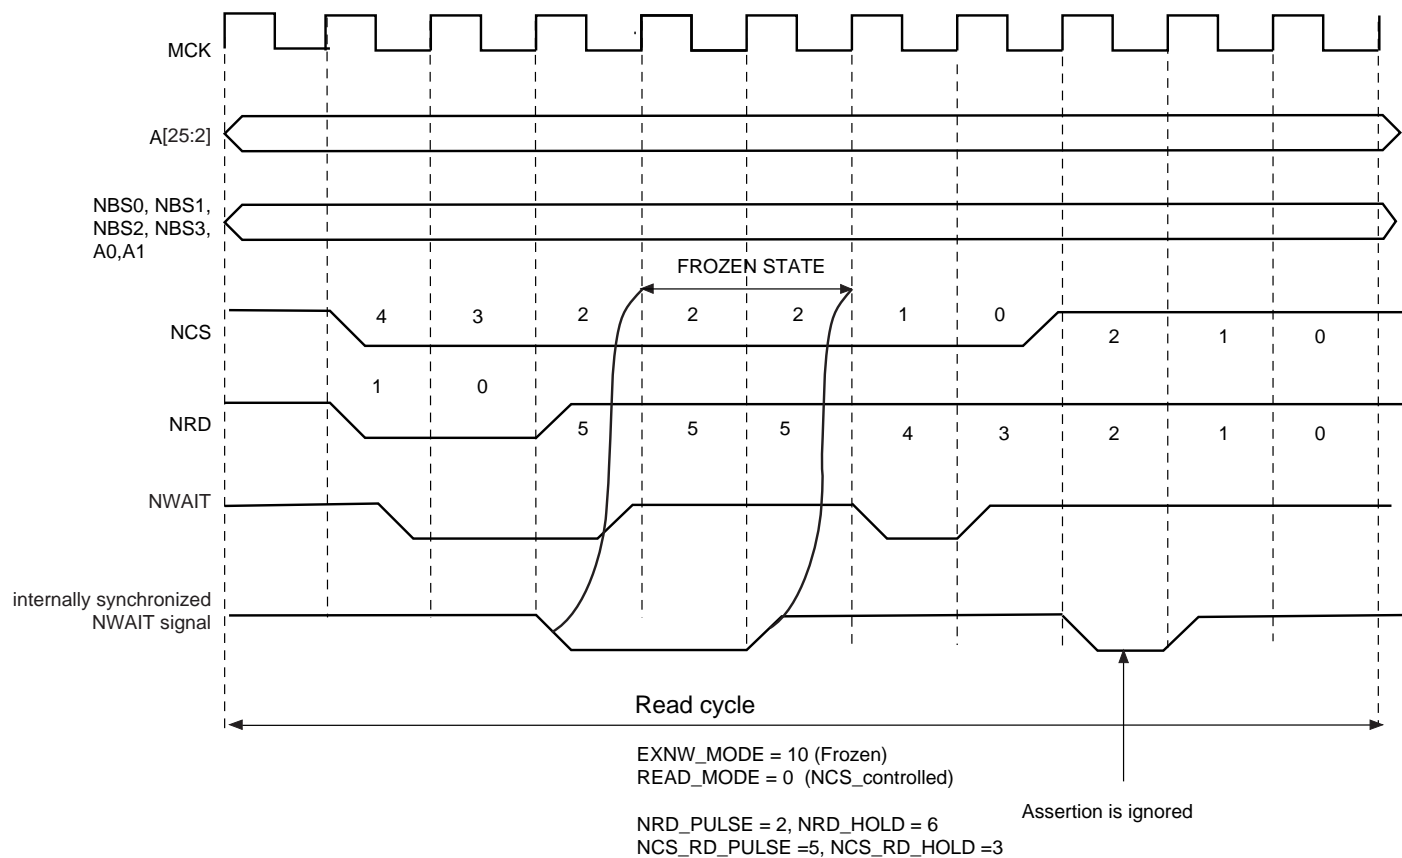 MCK
A[25:2]
NBS0, NBS1,
NBS2, NBS3,
A0,A1
FROZEN STATE
NCS
4 3 2 2 2 1 0
2 1 0
1 0
NRD
5 5 5 4 3 2 1 0
NWAIT
internally synchronized
NWAIT signal
Read cycle
EXNW_MODE = 10 (Frozen)
READ_MODE = 0 (NCS_controlled)
Assertion is ignored
NRD_PULSE = 2, NRD_HOLD = 6
NCS_RD_PULSE =5, NCS_RD_HOLD =3